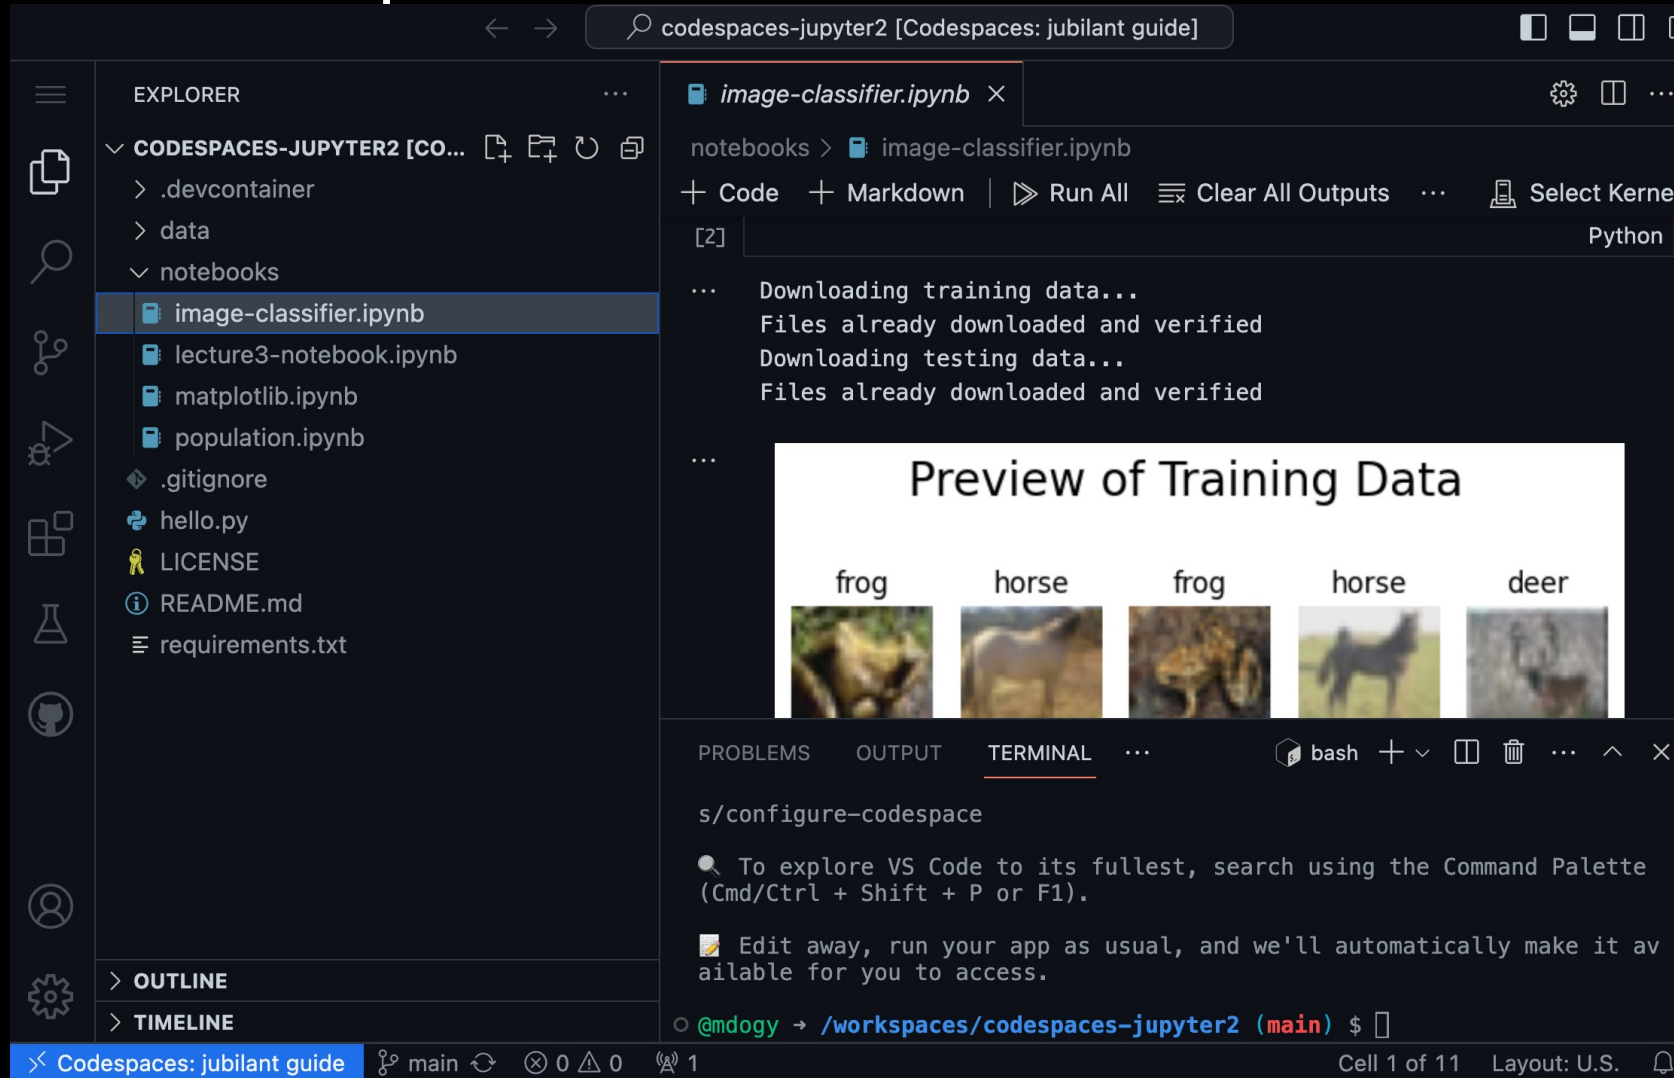 codespaces-jupyter2 [Codespaces: jubilant guide]
EXPLORER
CODESPACES-JUPYTER2 [CO...
.devcontainer
data
notebooks
image-classifier.ipynb
lecture3-notebook.ipynb
matplotlib.ipynb
population.ipynb
.gitignore
hello.py
LICENSE
README.md
requirements.txt
OUTLINE
TIMELINE
image-classifier.ipynb
notebooks > image-classifier.ipynb
+ Code + Markdown Run All Clear All Outputs ... Select Kerne
[2] Python
Downloading training data...
Files already downloaded and verified
Downloading testing data...
Files already downloaded and verified
Preview of Training Data
frog horse frog horse deer
PROBLEMS OUTPUT TERMINAL ... bash
s/configure-codespace
To explore VS Code to its fullest, search using the Command Palette
(Cmd/Ctrl + Shift + P or F1).
Edit away, run your app as usual, and we'll automatically make it av
ailable for you to access.
@mdogy → /workspaces/codespaces-jupyter2 (main) $
Codespaces: jubilant guide main 0 0 1 Cell 1 of 11 Layout: U.S.